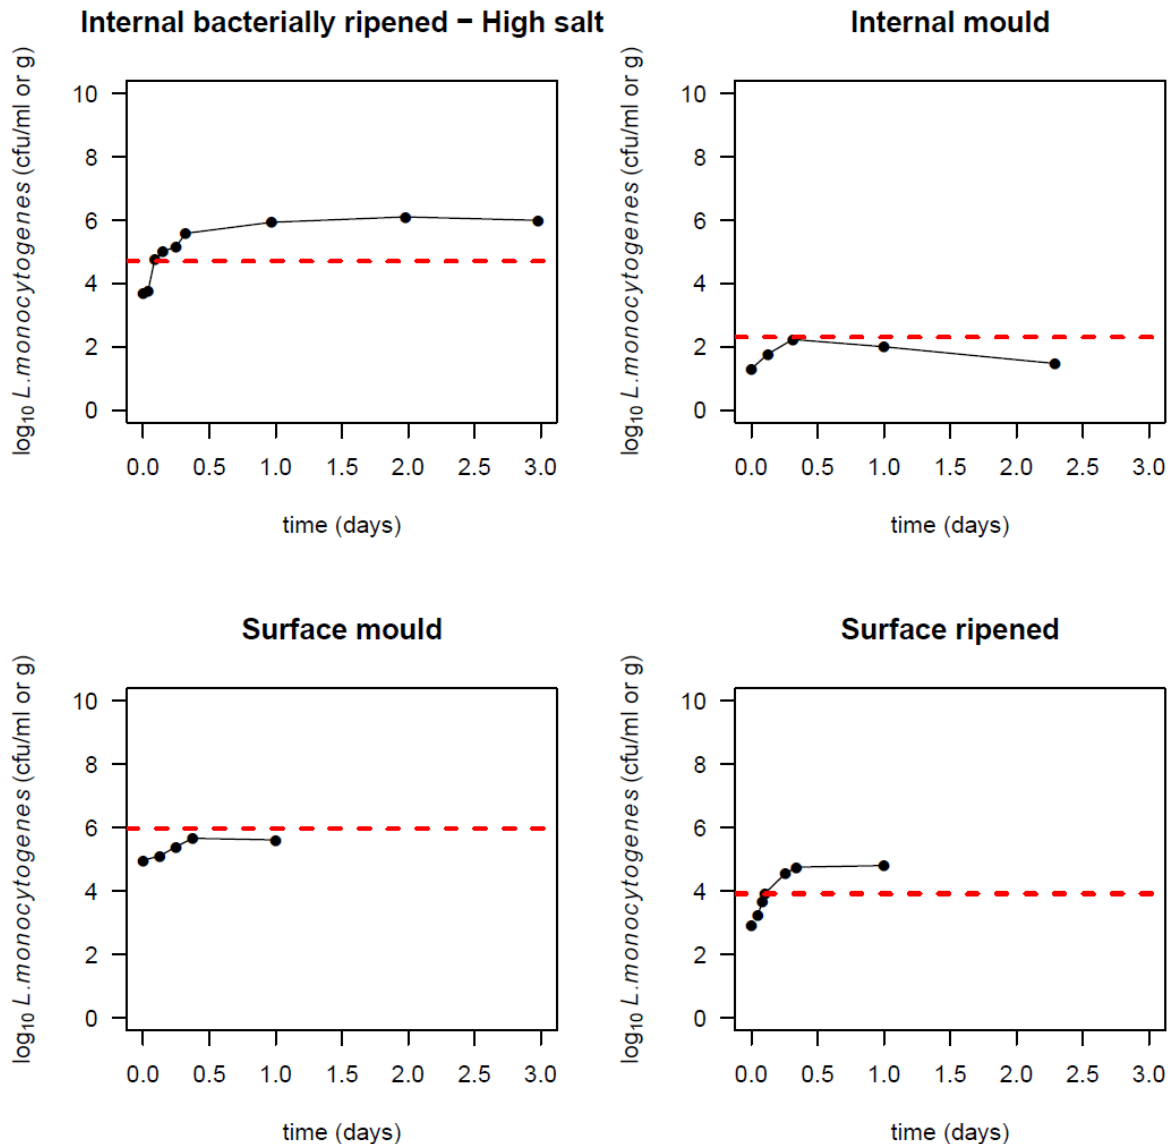 Internal bacterially ripened − High salt
log₁₀ L.monocytogenes (cfu/ml or g)
10
8
6
4
2
0
0.0 0.5 1.0 1.5 2.0 2.5 3.0
time (days)
Internal mould
log₁₀ L.monocytogenes (cfu/ml or g)
10
8
6
4
2
0
0.0 0.5 1.0 1.5 2.0 2.5 3.0
time (days)
Surface mould
log₁₀ L.monocytogenes (cfu/ml or g)
10
8
6
4
2
0
0.0 0.5 1.0 1.5 2.0 2.5 3.0
time (days)
Surface ripened
log₁₀ L.monocytogenes (cfu/ml or g)
10
8
6
4
2
0
0.0 0.5 1.0 1.5 2.0 2.5 3.0
time (days)